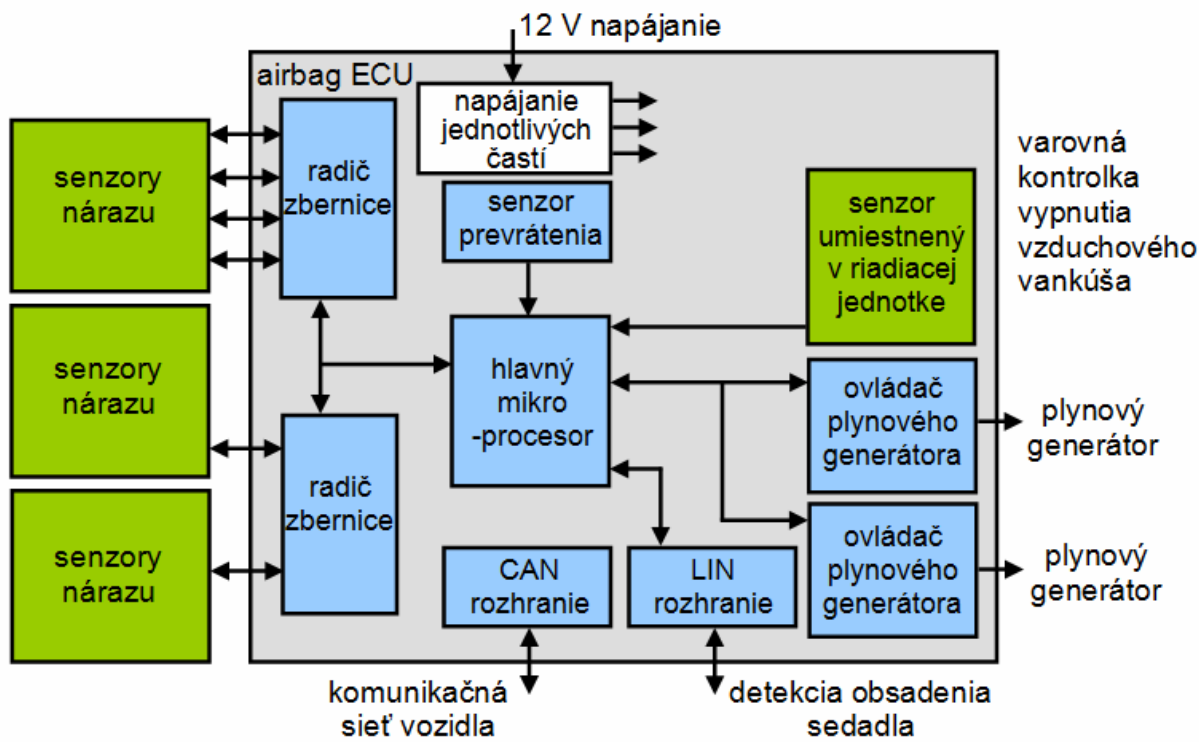 12 V napájanie
airbag ECU
napájanie
jednotlivých
častí
senzory
nárazu
radič
zbernice
senzor
prevrátenia
senzor
umiestnený
v riadiacej
jednotke
varovná
kontrolka
vypnutia
vzduchového
vankúša
senzory
nárazu
hlavný
mikro
-procesor
ovládač
plynového
generátora
plynový
generátor
radič
zbernice
senzory
nárazu
CAN
rozhranie
LIN
rozhranie
ovládač
plynového
generátora
plynový
generátor
komunikačná
sieť vozidla
detekcia obsadenia
sedadla